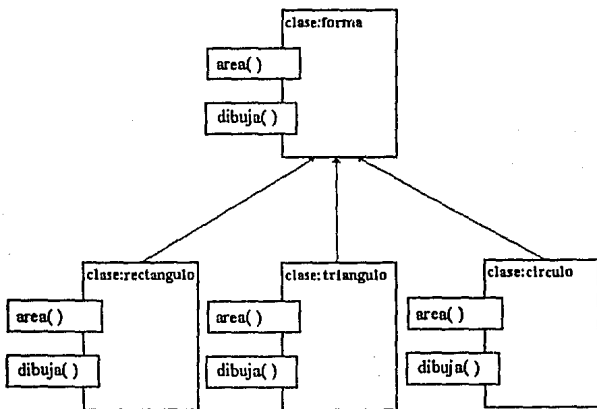 clase:forma
area( )
dibuja( )
clase:rectangulo
area( )
dibuja( )
clase:triangulo
area( )
dibuja( )
clase:circulo
area( )
dibuja( )